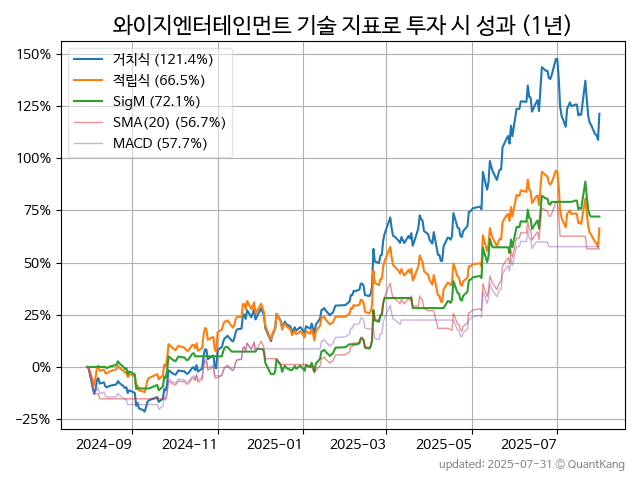 와이지엔터테인먼트 기술 지표로 투자 시 성과 (1년)
150%
125%
100%
75%
50%
25%
0%
−25%
거치식 (121.4%)
적립식 (66.5%)
SigM (72.1%)
SMA(20) (56.7%)
MACD (57.7%)
2024-09 2024-11 2025-01 2025-03 2025-05 2025-07
updated: 2025-07-31 © QuantKang